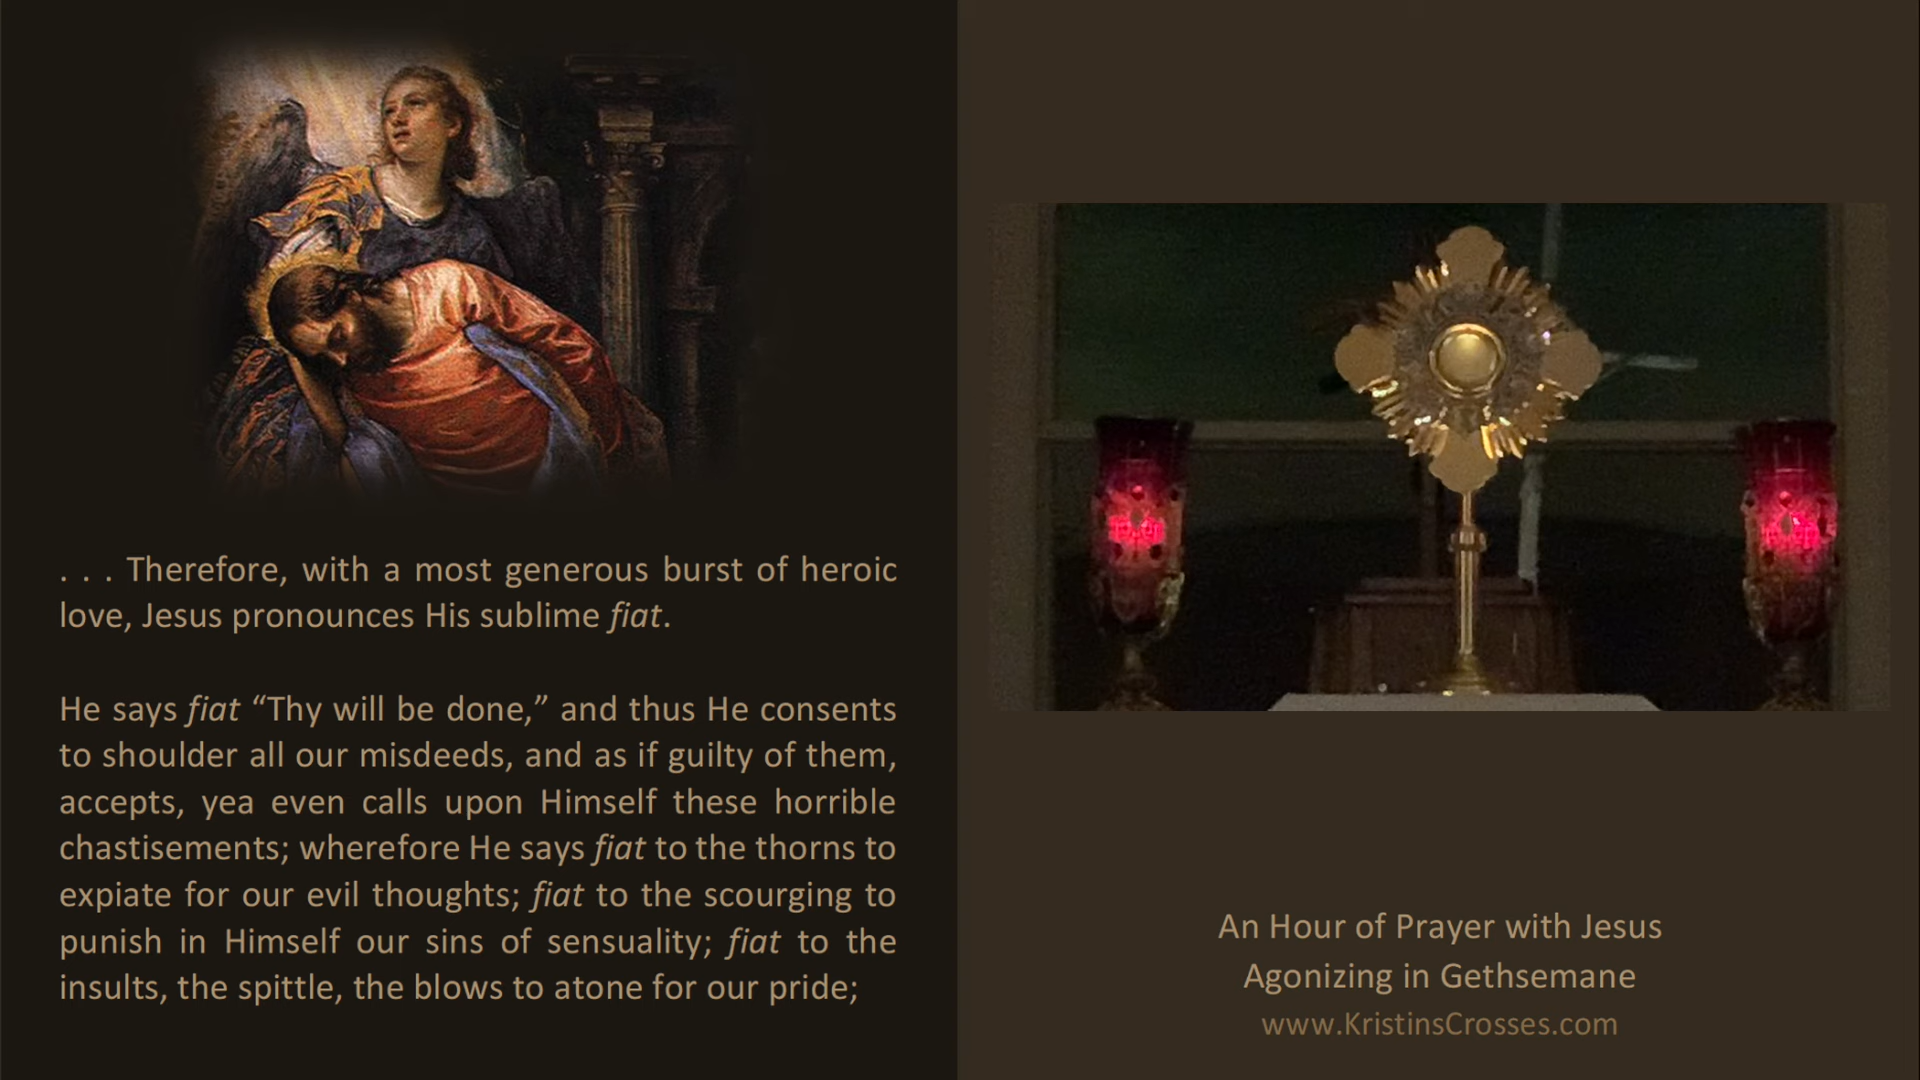 . . . Therefore, with a most generous burst of heroic
love, Jesus pronounces His sublime fiat.
He says fiat “Thy will be done,” and thus He consents
to shoulder all our misdeeds, and as if guilty of them,
accepts, yea even calls upon Himself these horrible
chastisements; wherefore He says fiat to the thorns to
expiate for our evil thoughts; fiat to the scourging to
punish in Himself our sins of sensuality; fiat to the
insults, the spittle, the blows to atone for our pride;
An Hour of Prayer with Jesus
Agonizing in Gethsemane
www.KristinsCrosses.com